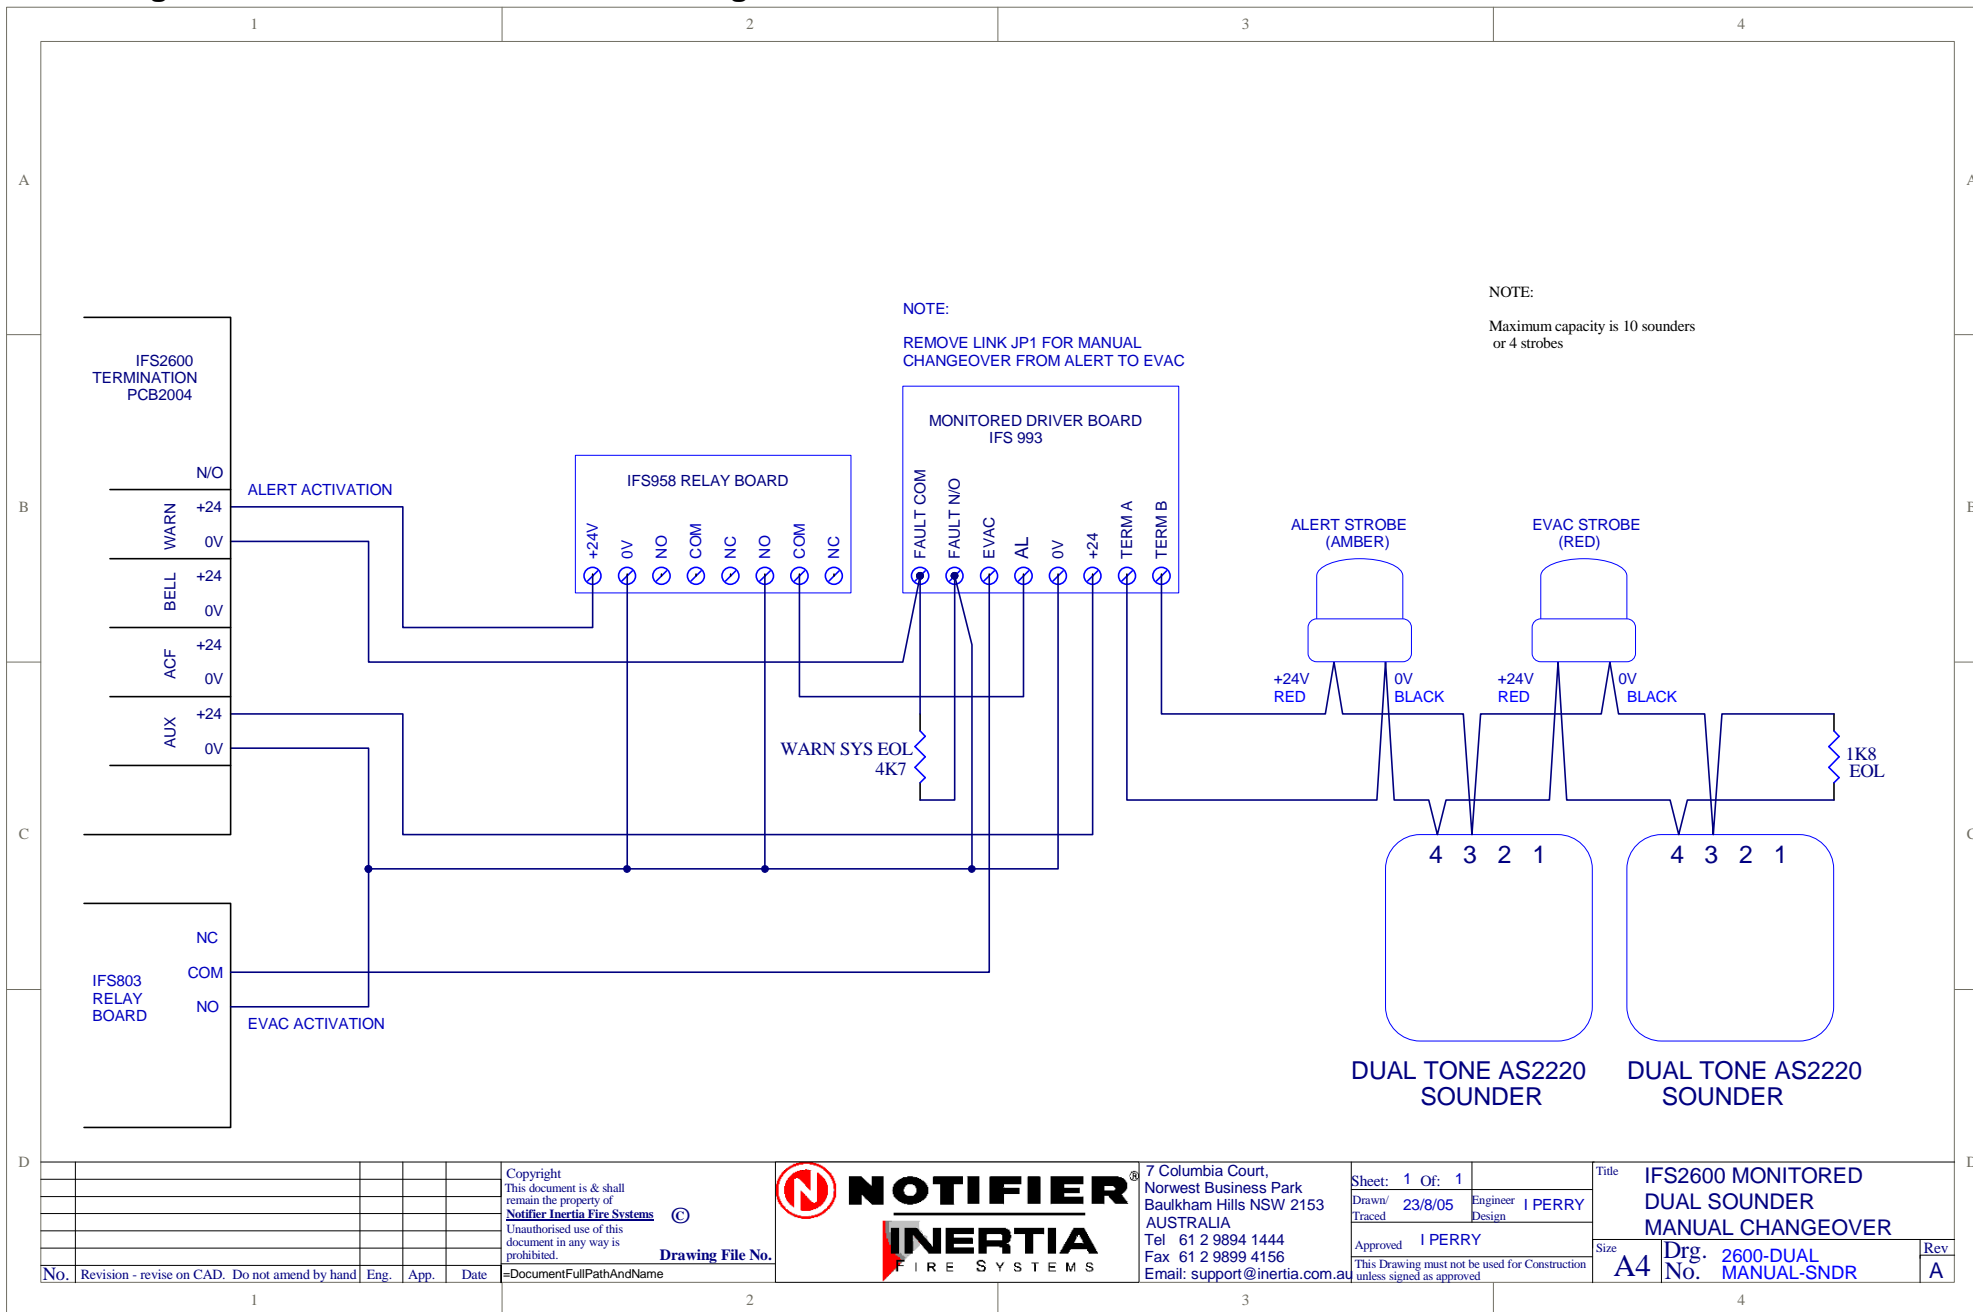 1 2 3 4
A A
B B
C C
D D
NOTE:
Maximum capacity is 10 sounders
or 4 strobes
NOTE:
REMOVE LINK JP1 FOR MANUAL
CHANGEOVER FROM ALERT TO EVAC
IFS2600
TERMINATION
PCB2004
N/O
WARN
+24
0V
BELL
+24
0V
ACF
+24
0V
AUX
+24
0V
ALERT ACTIVATION
IFS958 RELAY BOARD
+24V
0V
NO
COM
NC
NO
COM
NC
MONITORED DRIVER BOARD
IFS 993
FAULT COM
FAULT N/O
EVAC
AL
0V
+24
TERM A
TERM B
WARN SYS EOL
4K7
ALERT STROBE
(AMBER)
+24V
RED
0V
BLACK
EVAC STROBE
(RED)
+24V
RED
0V
BLACK
1K8
EOL
4 3 2 1
DUAL TONE AS2220
SOUNDER
4 3 2 1
DUAL TONE AS2220
SOUNDER
IFS803
RELAY
BOARD
NC
COM
NO
EVAC ACTIVATION
No. Revision - revise on CAD. Do not amend by hand Eng. App. Date
Copyright
This document is & shall
remain the property of
Notifier Inertia Fire Systems ©
Unauthorised use of this
document in any way is
prohibited.
Drawing File No.
=DocumentFullPathAndName
N NOTIFIER®
INERTIA
FIRE SYSTEMS
7 Columbia Court,
Norwest Business Park
Baulkham Hills NSW 2153
AUSTRALIA
Tel 61 2 9894 1444
Fax 61 2 9899 4156
Email: support@inertia.com.au
Sheet: 1 Of: 1
Drawn/
Traced 23/8/05
Engineer
Design I PERRY
Approved I PERRY
This Drawing must not be used for Construction
unless signed as approved
Title IFS2600 MONITORED
DUAL SOUNDER
MANUAL CHANGEOVER
Size A4
Drg.
No. 2600-DUAL
MANUAL-SNDR
Rev
A
1 2 3 4